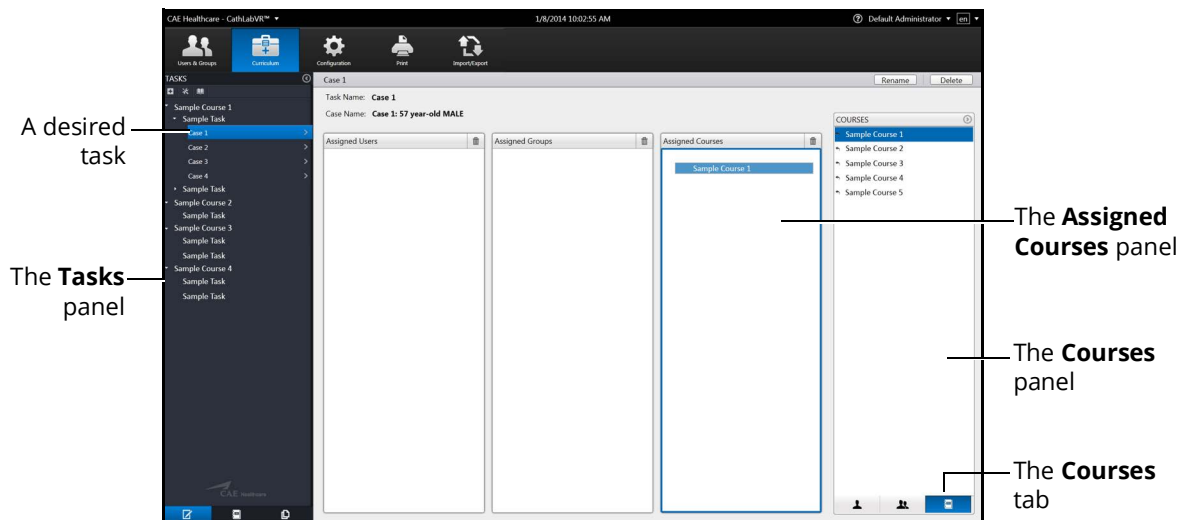 CAE Healthcare - CathLabVR™
1/8/2014 10:02:55 AM
Default Administrator
en
Users & Groups
Curriculum
Configuration
Print
Import/Export
TASKS
Sample Course 1
Sample Task
Case 1
Case 2
Case 3
Case 4
Sample Task
Sample Course 2
Sample Task
Sample Course 3
Sample Task
Sample Task
Sample Course 4
Sample Task
Sample Task
CAE Healthcare
Case 1
Rename
Delete
Task Name: Case 1
Case Name: Case 1: 57 year-old MALE
Assigned Users
Assigned Groups
Assigned Courses
Sample Course 1
COURSES
Sample Course 1
Sample Course 2
Sample Course 3
Sample Course 4
Sample Course 5
A desired
task
The Tasks
panel
The Assigned
Courses panel
The Courses
panel
The Courses
tab